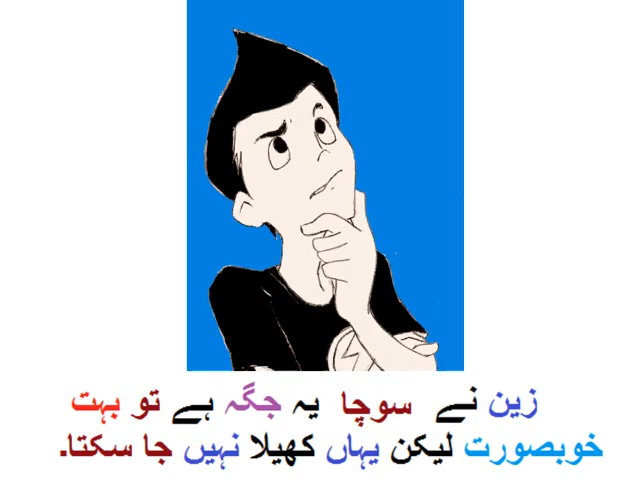 زین نے سوچا یہ جگہ ہے تو بہت
خوبصورت لیکن یہاں کھیلا نہیں جا سکتا۔